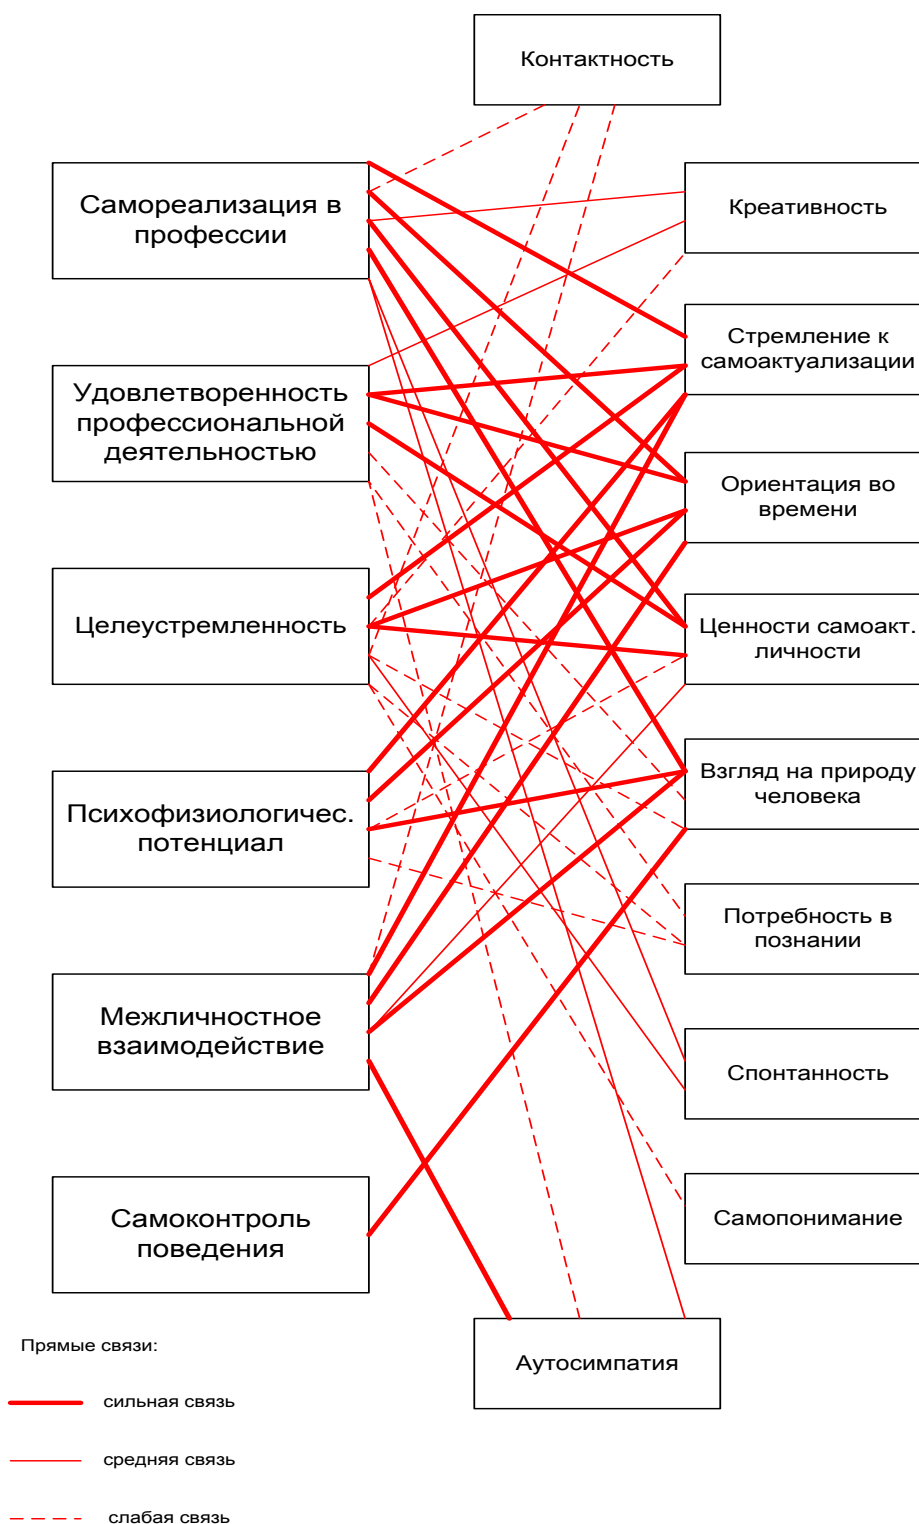 Контактность
Самореализация в
профессии
Креативность
Стремление к
самоактуализации
Удовлетворенность
профессиональной
деятельностью
Ориентация во
времени
Целеустремленность
Ценности самоакт.
личности
Взгляд на природу
человека
Психофизиологичес.
потенциал
Потребность в
познании
Межличностное
взаимодействие
Спонтанность
Самоконтроль
поведения
Самопонимание
Аутосимпатия
Прямые связи:
сильная связь
средняя связь
слабая связь